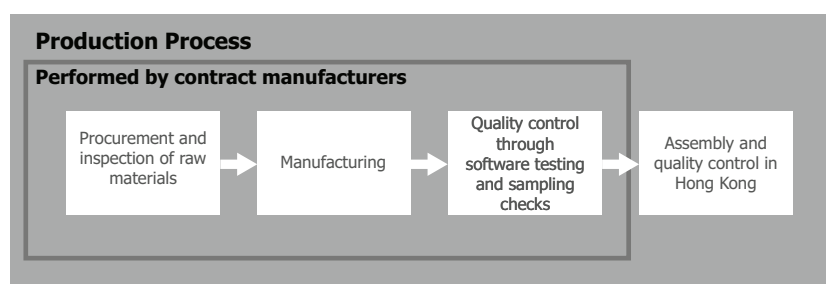 Production Process
Performed by contract manufacturers
Procurement and
inspection of raw
materials
Manufacturing
Quality control
through
software testing
and sampling
checks
Assembly and
quality control in
Hong Kong